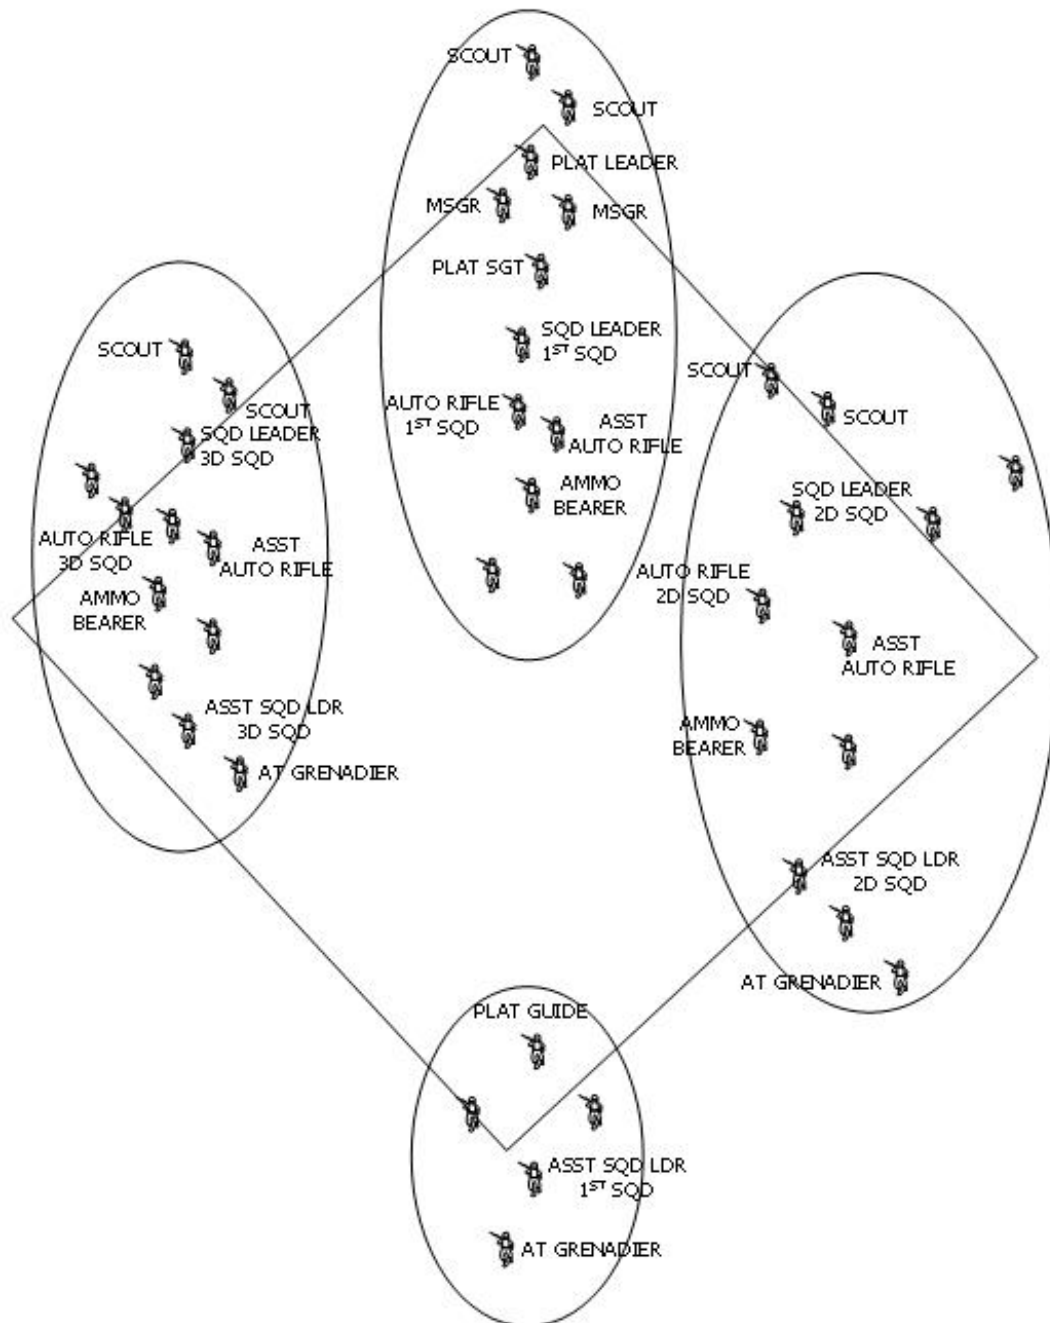 SCOUT
SCOUT
PLAT LEADER
MSGR
MSGR
PLAT SGT
SQD LEADER
1ST SQD
AUTO RIFLE
1ST SQD
ASST
AUTO RIFLE
AMMO
BEARER
SCOUT
SCOUT
SQD LEADER
3D SQD
AUTO RIFLE
3D SQD
ASST
AUTO RIFLE
AMMO
BEARER
ASST SQD LDR
3D SQD
AT GRENADIER
SCOUT
SCOUT
SQD LEADER
2D SQD
AUTO RIFLE
2D SQD
ASST
AUTO RIFLE
AMMO
BEARER
ASST SQD LDR
2D SQD
AT GRENADIER
PLAT GUIDE
ASST SQD LDR
1ST SQD
AT GRENADIER